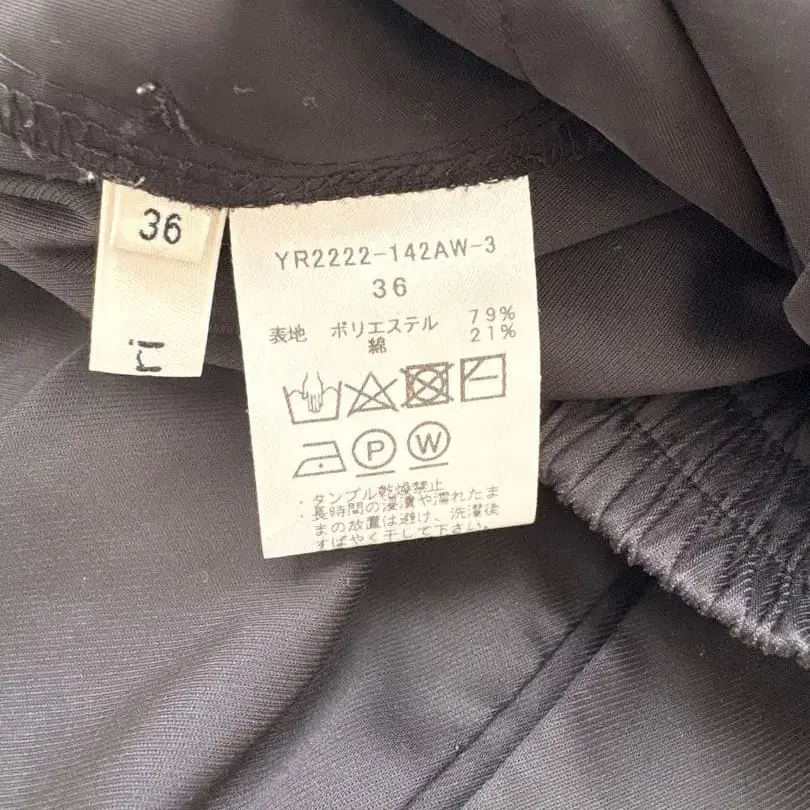 36
YR2222-142AW-3
36
表地 ポリエステル 79%
綿 21%
P
W
・タンブル乾燥禁止
・長時間の浸漬や濡れたま
まの放置は避け、洗濯後
すばやく干して下さい。